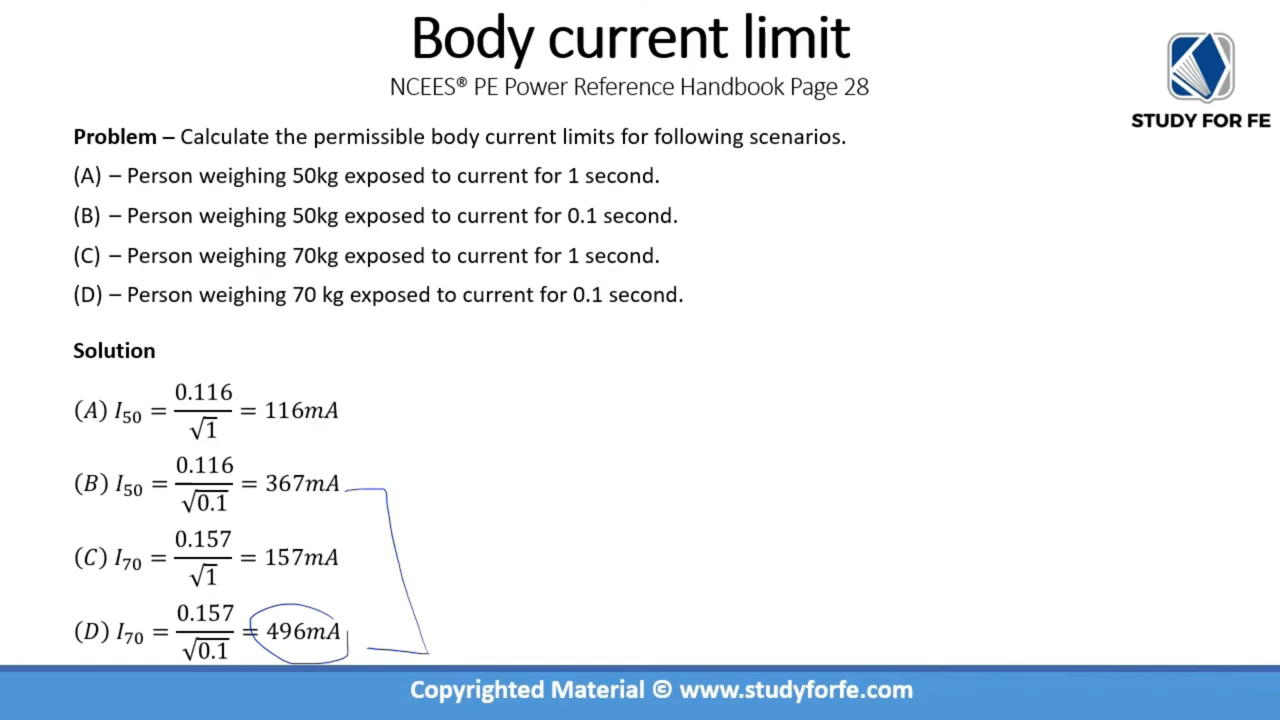 Body current limit
NCEES® PE Power Reference Handbook Page 28
STUDY FOR FE
Problem – Calculate the permissible body current limits for following scenarios.
(A) – Person weighing 50kg exposed to current for 1 second.
(B) – Person weighing 50kg exposed to current for 0.1 second.
(C) – Person weighing 70kg exposed to current for 1 second.
(D) – Person weighing 70 kg exposed to current for 0.1 second.
Solution
(A) I₅₀ = 0.116/√1 = 116mA
(B) I₅₀ = 0.116/√0.1 = 367mA
(C) I₇₀ = 0.157/√1 = 157mA
(D) I₇₀ = 0.157/√0.1 = 496mA
Copyrighted Material © www.studyforfe.com